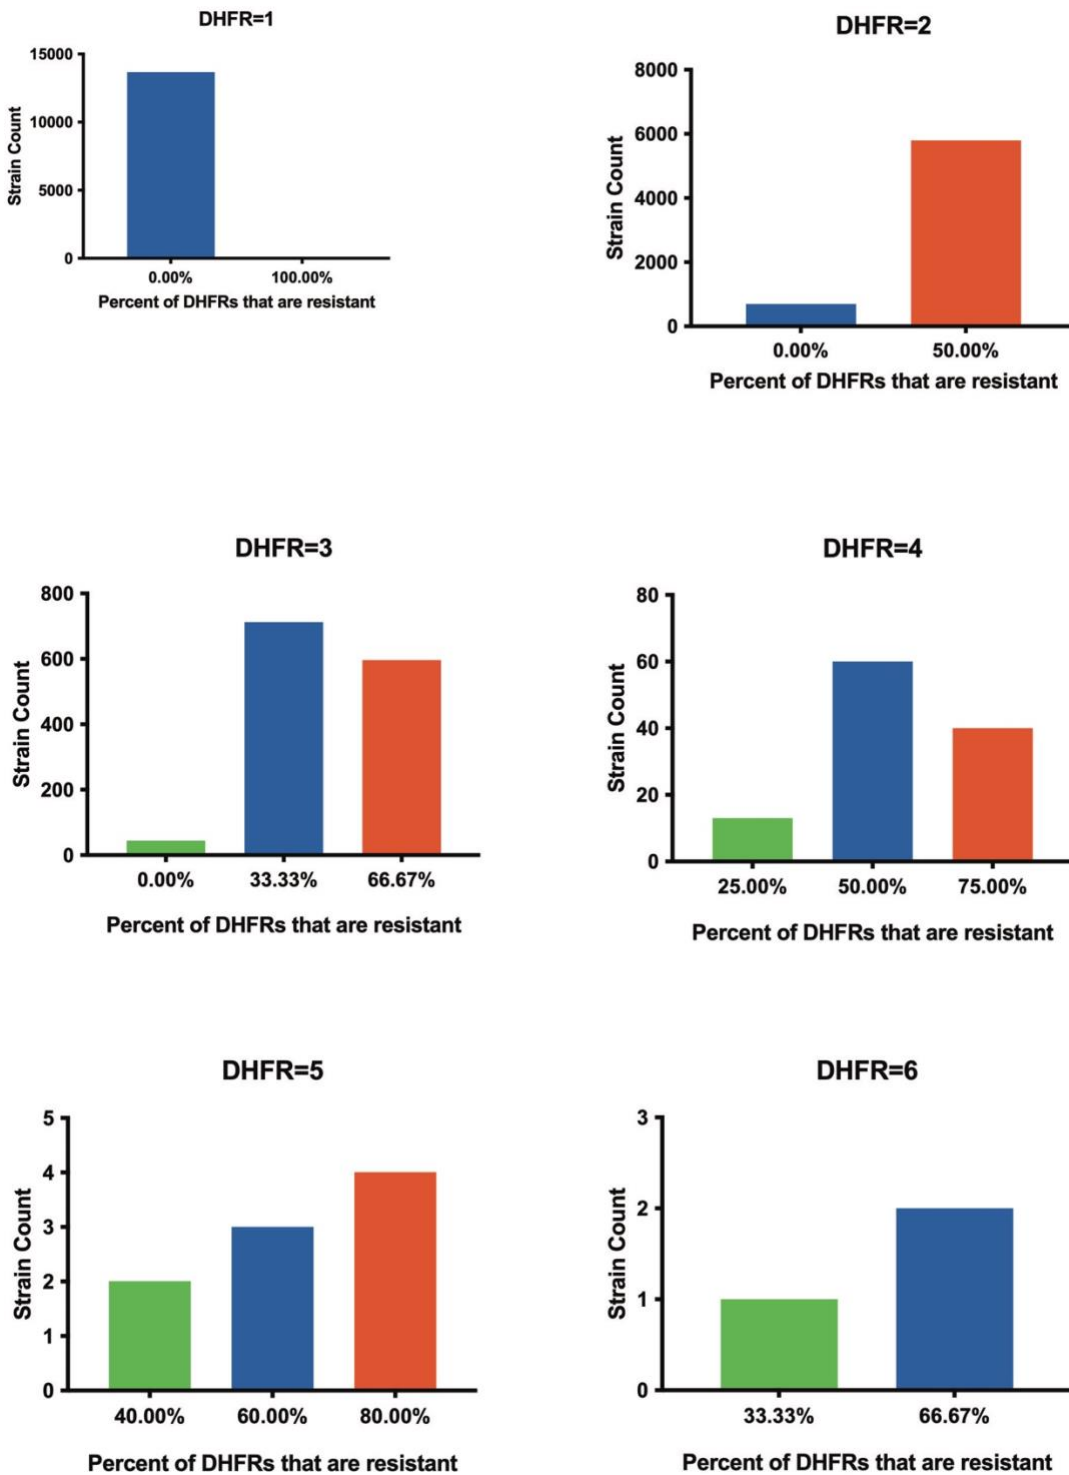 DHFR=1
Strain Count
15000
10000
5000
0
0.00% 100.00%
Percent of DHFRs that are resistant
DHFR=2
Strain Count
8000
6000
4000
2000
0
0.00% 50.00%
Percent of DHFRs that are resistant
DHFR=3
Strain Count
800
600
400
200
0
0.00% 33.33% 66.67%
Percent of DHFRs that are resistant
DHFR=4
Strain Count
80
60
40
20
0
25.00% 50.00% 75.00%
Percent of DHFRs that are resistant
DHFR=5
Strain Count
5
4
3
2
1
0
40.00% 60.00% 80.00%
Percent of DHFRs that are resistant
DHFR=6
Strain Count
3
2
1
0
33.33% 66.67%
Percent of DHFRs that are resistant